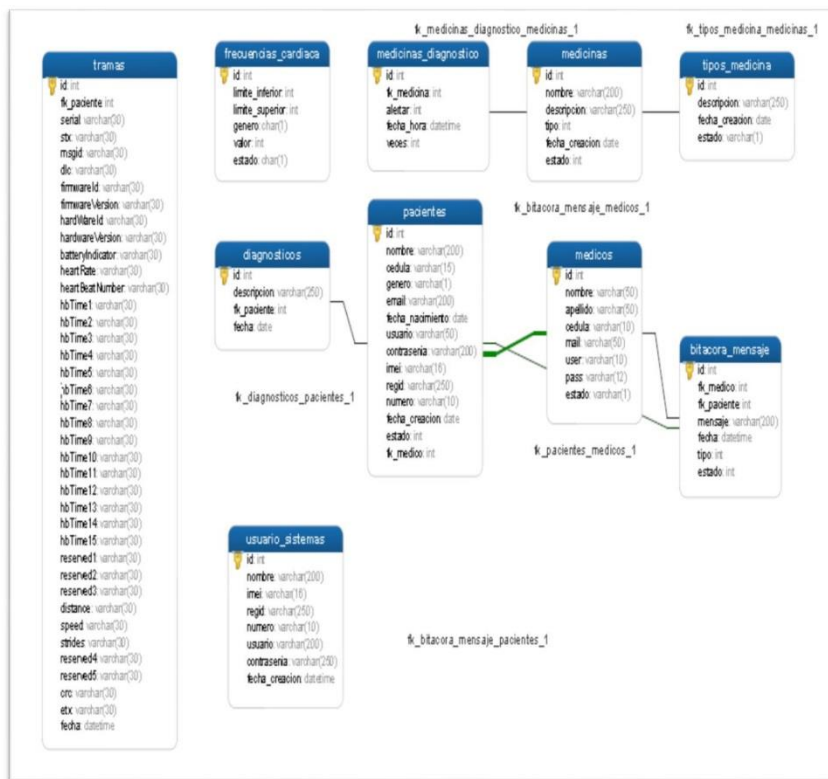 fk_medicinas_diagnostico_medicinas_1
fk_tipos_medicina_medicinas_1
tramas
id: int
fk_paciente: int
serial: varchar(30)
stx: varchar(30)
msgid: varchar(30)
dlc: varchar(30)
firmwareId: varchar(30)
firmwareVersion: varchar(30)
hardWareId: varchar(30)
hardwareVersion: varchar(30)
batteryIndicator: varchar(30)
heartRate: varchar(30)
heartBeatNumber: varchar(30)
hbTime1: varchar(30)
hbTime2: varchar(30)
hbTime3: varchar(30)
hbTime4: varchar(30)
hbTime5: varchar(30)
hbTime6: varchar(30)
hbTime7: varchar(30)
hbTime8: varchar(30)
hbTime9: varchar(30)
hbTime10: varchar(30)
hbTime11: varchar(30)
hbTime12: varchar(30)
hbTime13: varchar(30)
hbTime14: varchar(30)
hbTime15: varchar(30)
reserved1: varchar(30)
reserved2: varchar(30)
reserved3: varchar(30)
distance: varchar(30)
speed: varchar(30)
strides: varchar(30)
reserved4: varchar(30)
reserved5: varchar(30)
crc: varchar(30)
etx: varchar(30)
fecha: datetime
frecuencias_cardiaca
id: int
limite_inferior: int
limite_superior: int
genero: char(1)
valor: int
estado: char(1)
medicinas_diagnostico
id: int
fk_medicina: int
alertar: int
fecha_hora: datetime
veces: int
medicinas
id: int
nombre: varchar(200)
descripcion: varchar(250)
tipo: int
fecha_creacion: date
estado: int
tipos_medicina
id: int
descripcion: varchar(250)
fecha_creacion: date
estado: varchar(1)
fk_bitacora_mensaje_medicos_1
diagnosticos
id: int
descripcion: varchar(250)
fk_paciente: int
fecha: date
pacientes
id: int
nombre: varchar(200)
cedula: varchar(15)
genero: varchar(1)
email: varchar(200)
fecha_nacimiento: date
usuario: varchar(50)
contrasenia: varchar(200)
imei: varchar(16)
regid: varchar(250)
numero: varchar(10)
fecha_creacion: date
estado: int
fk_medico: int
medicos
id: int
nombre: varchar(50)
apellido: varchar(50)
cedula: varchar(10)
mail: varchar(50)
user: varchar(10)
pass: varchar(12)
estado: varchar(1)
bitacora_mensaje
id: int
fk_medico: int
fk_paciente: int
mensaje: varchar(200)
fecha: datetime
tipo: int
estado: int
fk_diagnosticos_pacientes_1
fk_pacientes_medicos_1
usuario_sistemas
id: int
nombre: varchar(200)
imei: varchar(16)
regid: varchar(250)
numero: varchar(10)
usuario: varchar(200)
contrasenia: varchar(250)
fecha_creacion: datetime
fk_bitacora_mensaje_pacientes_1